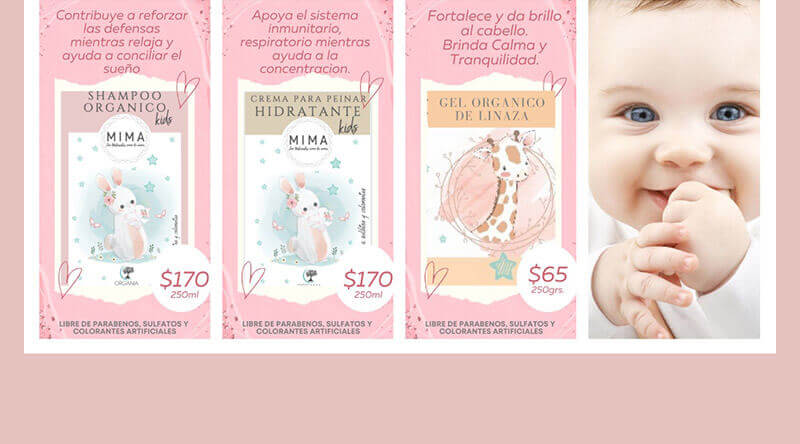 Contribuye a reforzar
las defensas
mientras relaja y
ayuda a conciliar el
sueño
SHAMPOO
ORGANICO
kids
MIMA
ORGANIA
$170
250ml
LIBRE DE PARABENOS, SULFATOS Y
COLORANTES ARTIFICIALES
Apoya el sistema
inmunitario,
respiratorio mientras
ayuda a la
concentracion.
CREMA PARA PEINAR
HIDRATANTE
kids
MIMA
$170
250ml
LIBRE DE PARABENOS, SULFATOS Y
COLORANTES ARTIFICIALES
Fortalece y da brillo
al cabello.
Brinda Calma y
Tranquilidad.
GEL ORGANICO
DE LINAZA
$65
250grs.
LIBRE DE PARABENOS, SULFATOS Y
COLORANTES ARTIFICIALES